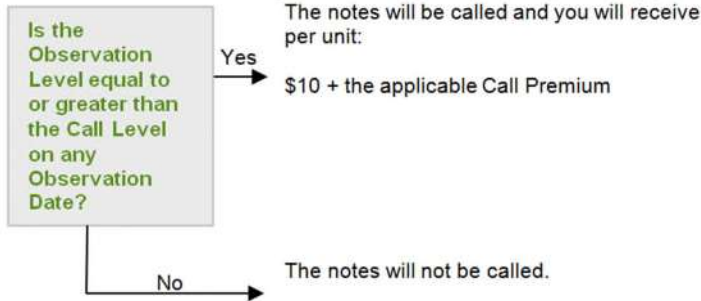 Is the
Observation
Level equal to
or greater than
the Call Level
on any
Observation
Date?
Yes
The notes will be called and you will receive
per unit:
$10 + the applicable Call Premium
No
The notes will not be called.